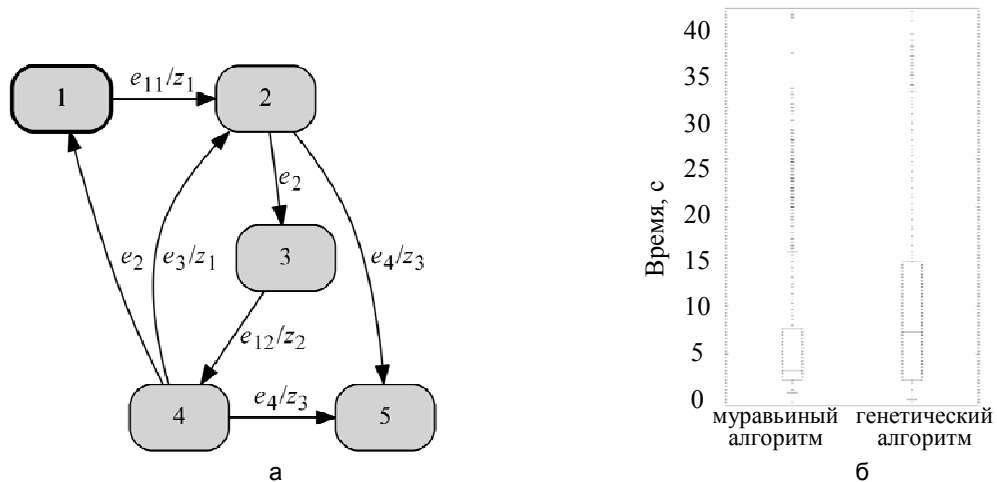 1
e11/z1
2
e2
3
e2
e3/z1
e4/z3
e12/z2
4
e4/z3
5
а
Время, с
40
35
30
25
20
15
10
5
0
муравьиный
алгоритм
генетический
алгоритм
б